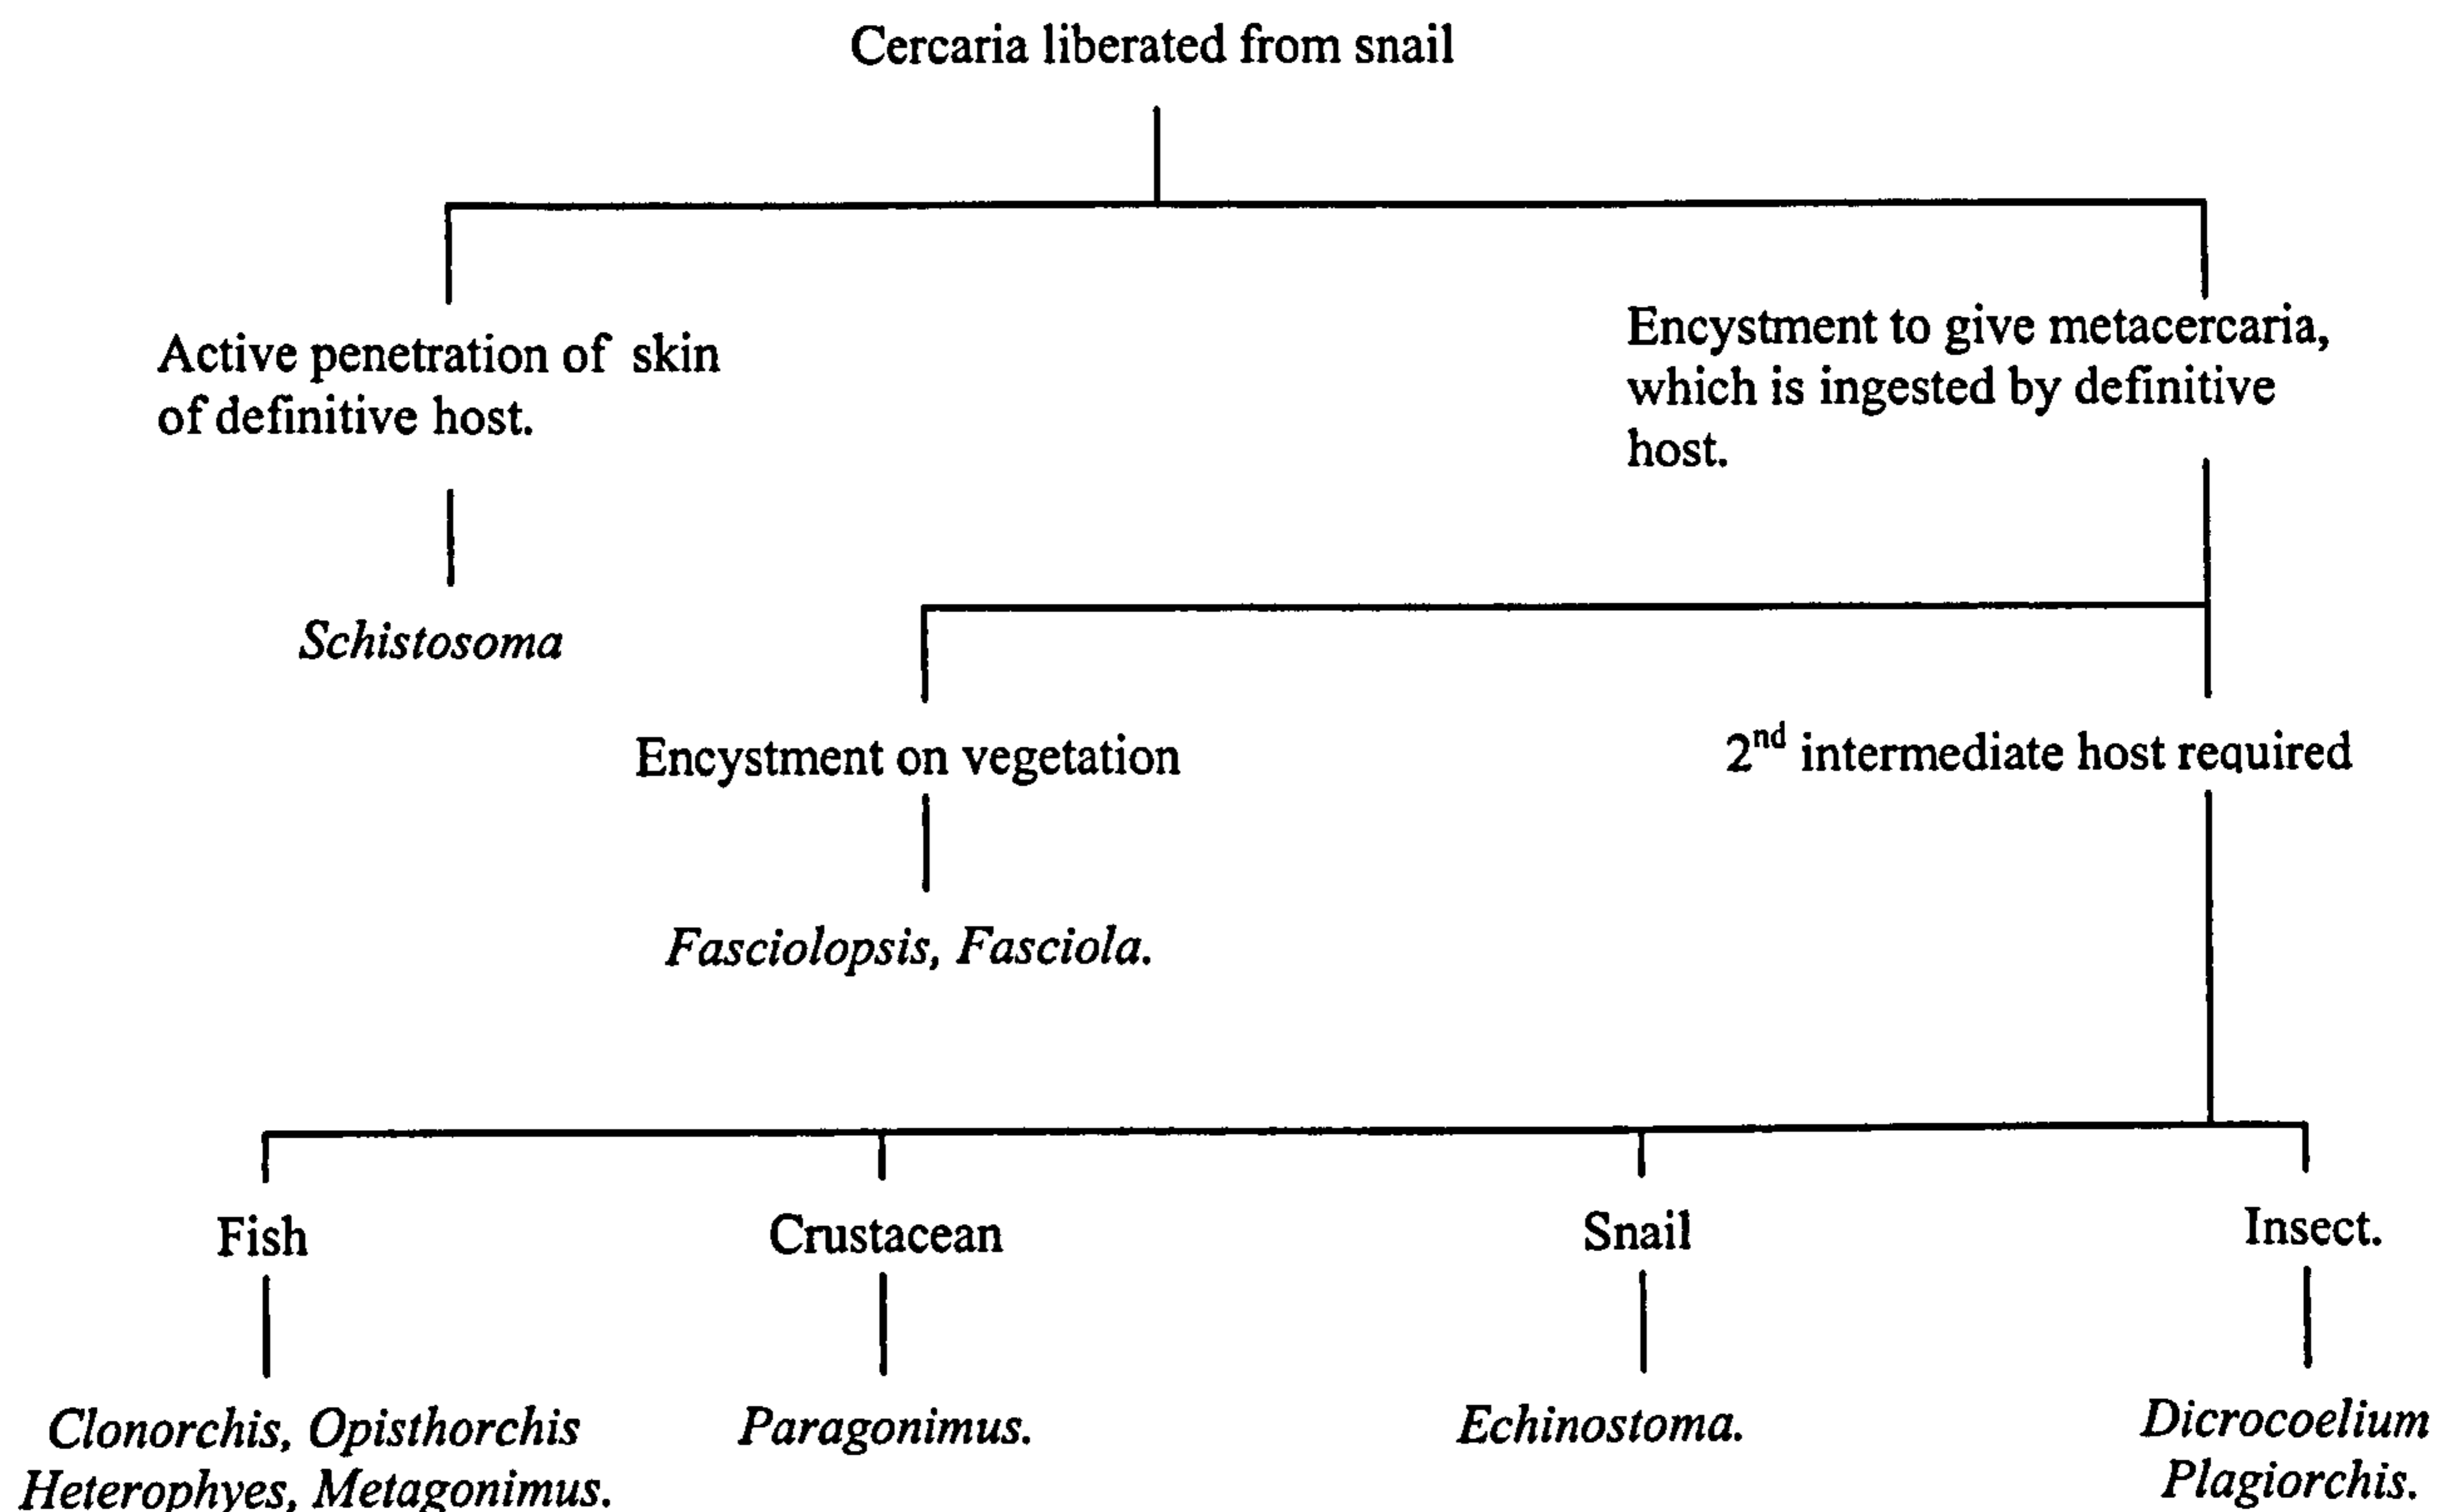 Cercaria liberated from snail
Active penetration of skin
of definitive host.
Encystment to give metacercaria,
which is ingested by definitive
host.
Schistosoma
Encystment on vegetation
2nd intermediate host required
Fasciolopsis, Fasciola.
Fish
Crustacean
Snail
Insect.
Clonorchis, Opisthorchis
Heterophyes, Metagonimus.
Paragonimus.
Echinostoma.
Dicrocoelium
Plagiorchis.